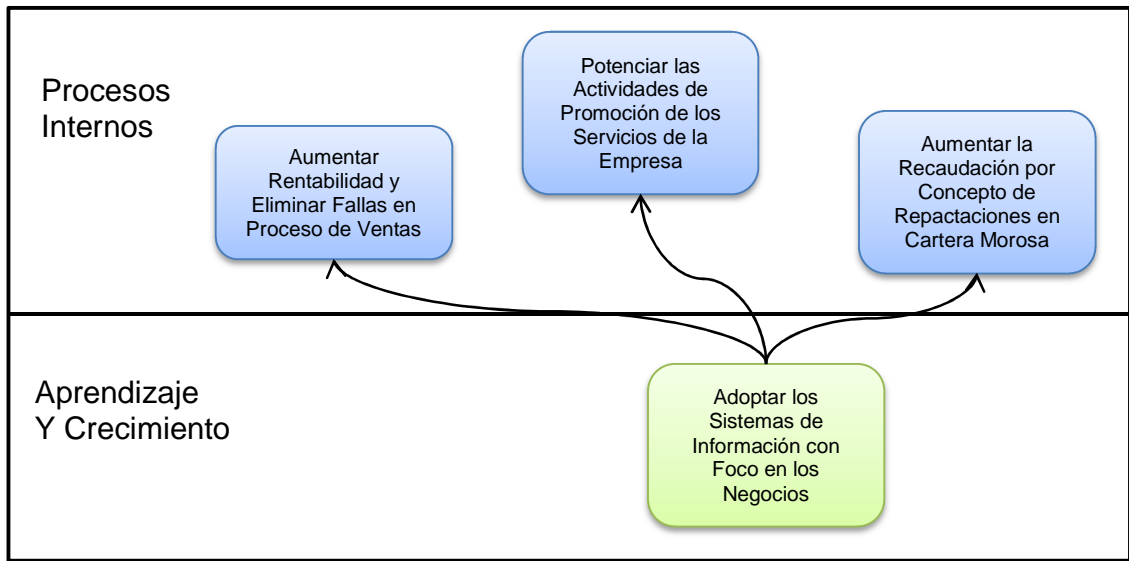 Procesos
Internos
Aumentar
Rentabilidad y
Eliminar Fallas en
Proceso de Ventas
Potenciar las
Actividades de
Promoción de los
Servicios de la
Empresa
Aumentar la
Recaudación por
Concepto de
Repactaciones en
Cartera Morosa
Aprendizaje
Y Crecimiento
Adoptar los
Sistemas de
Información con
Foco en los
Negocios